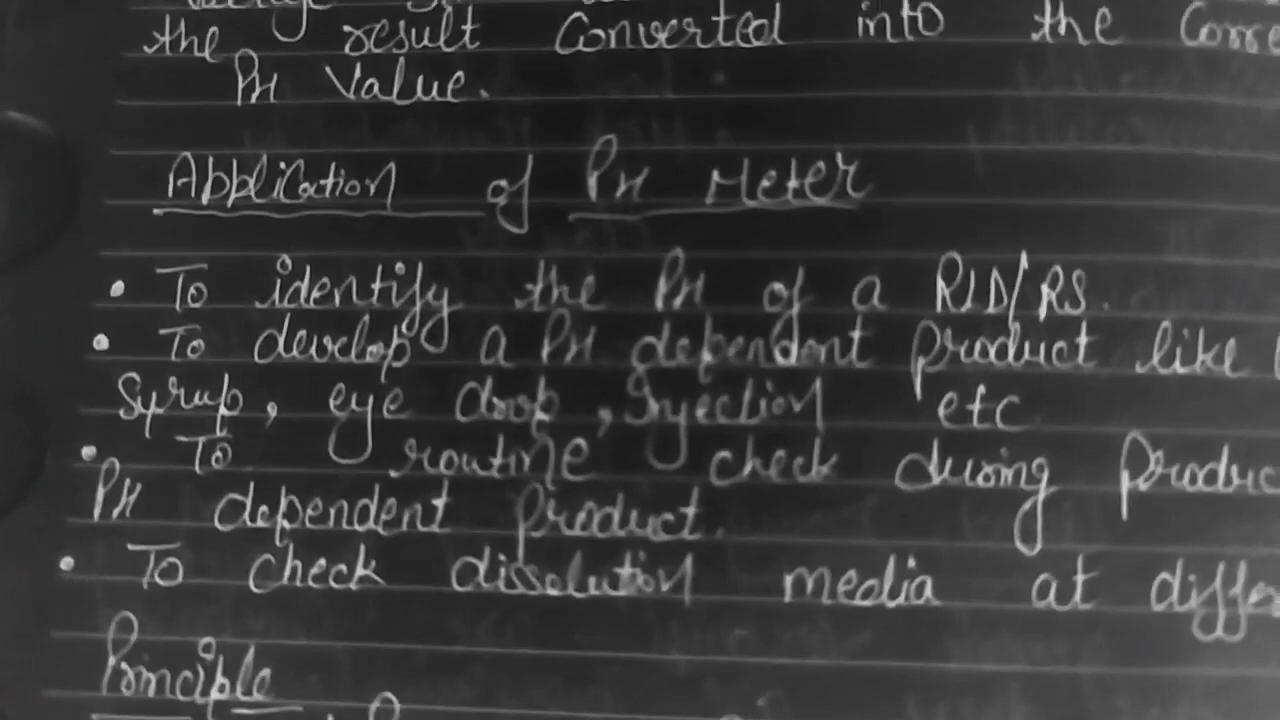 the result Converted into the
PH Value.
Application of PH Meter
• To identify the PH of a RLD/RS.
• To develop a PH dependent product like
Syrup, eye drop, Injection etc
• To routine check during
PH dependent product.
• To check dissolution media at
Principle